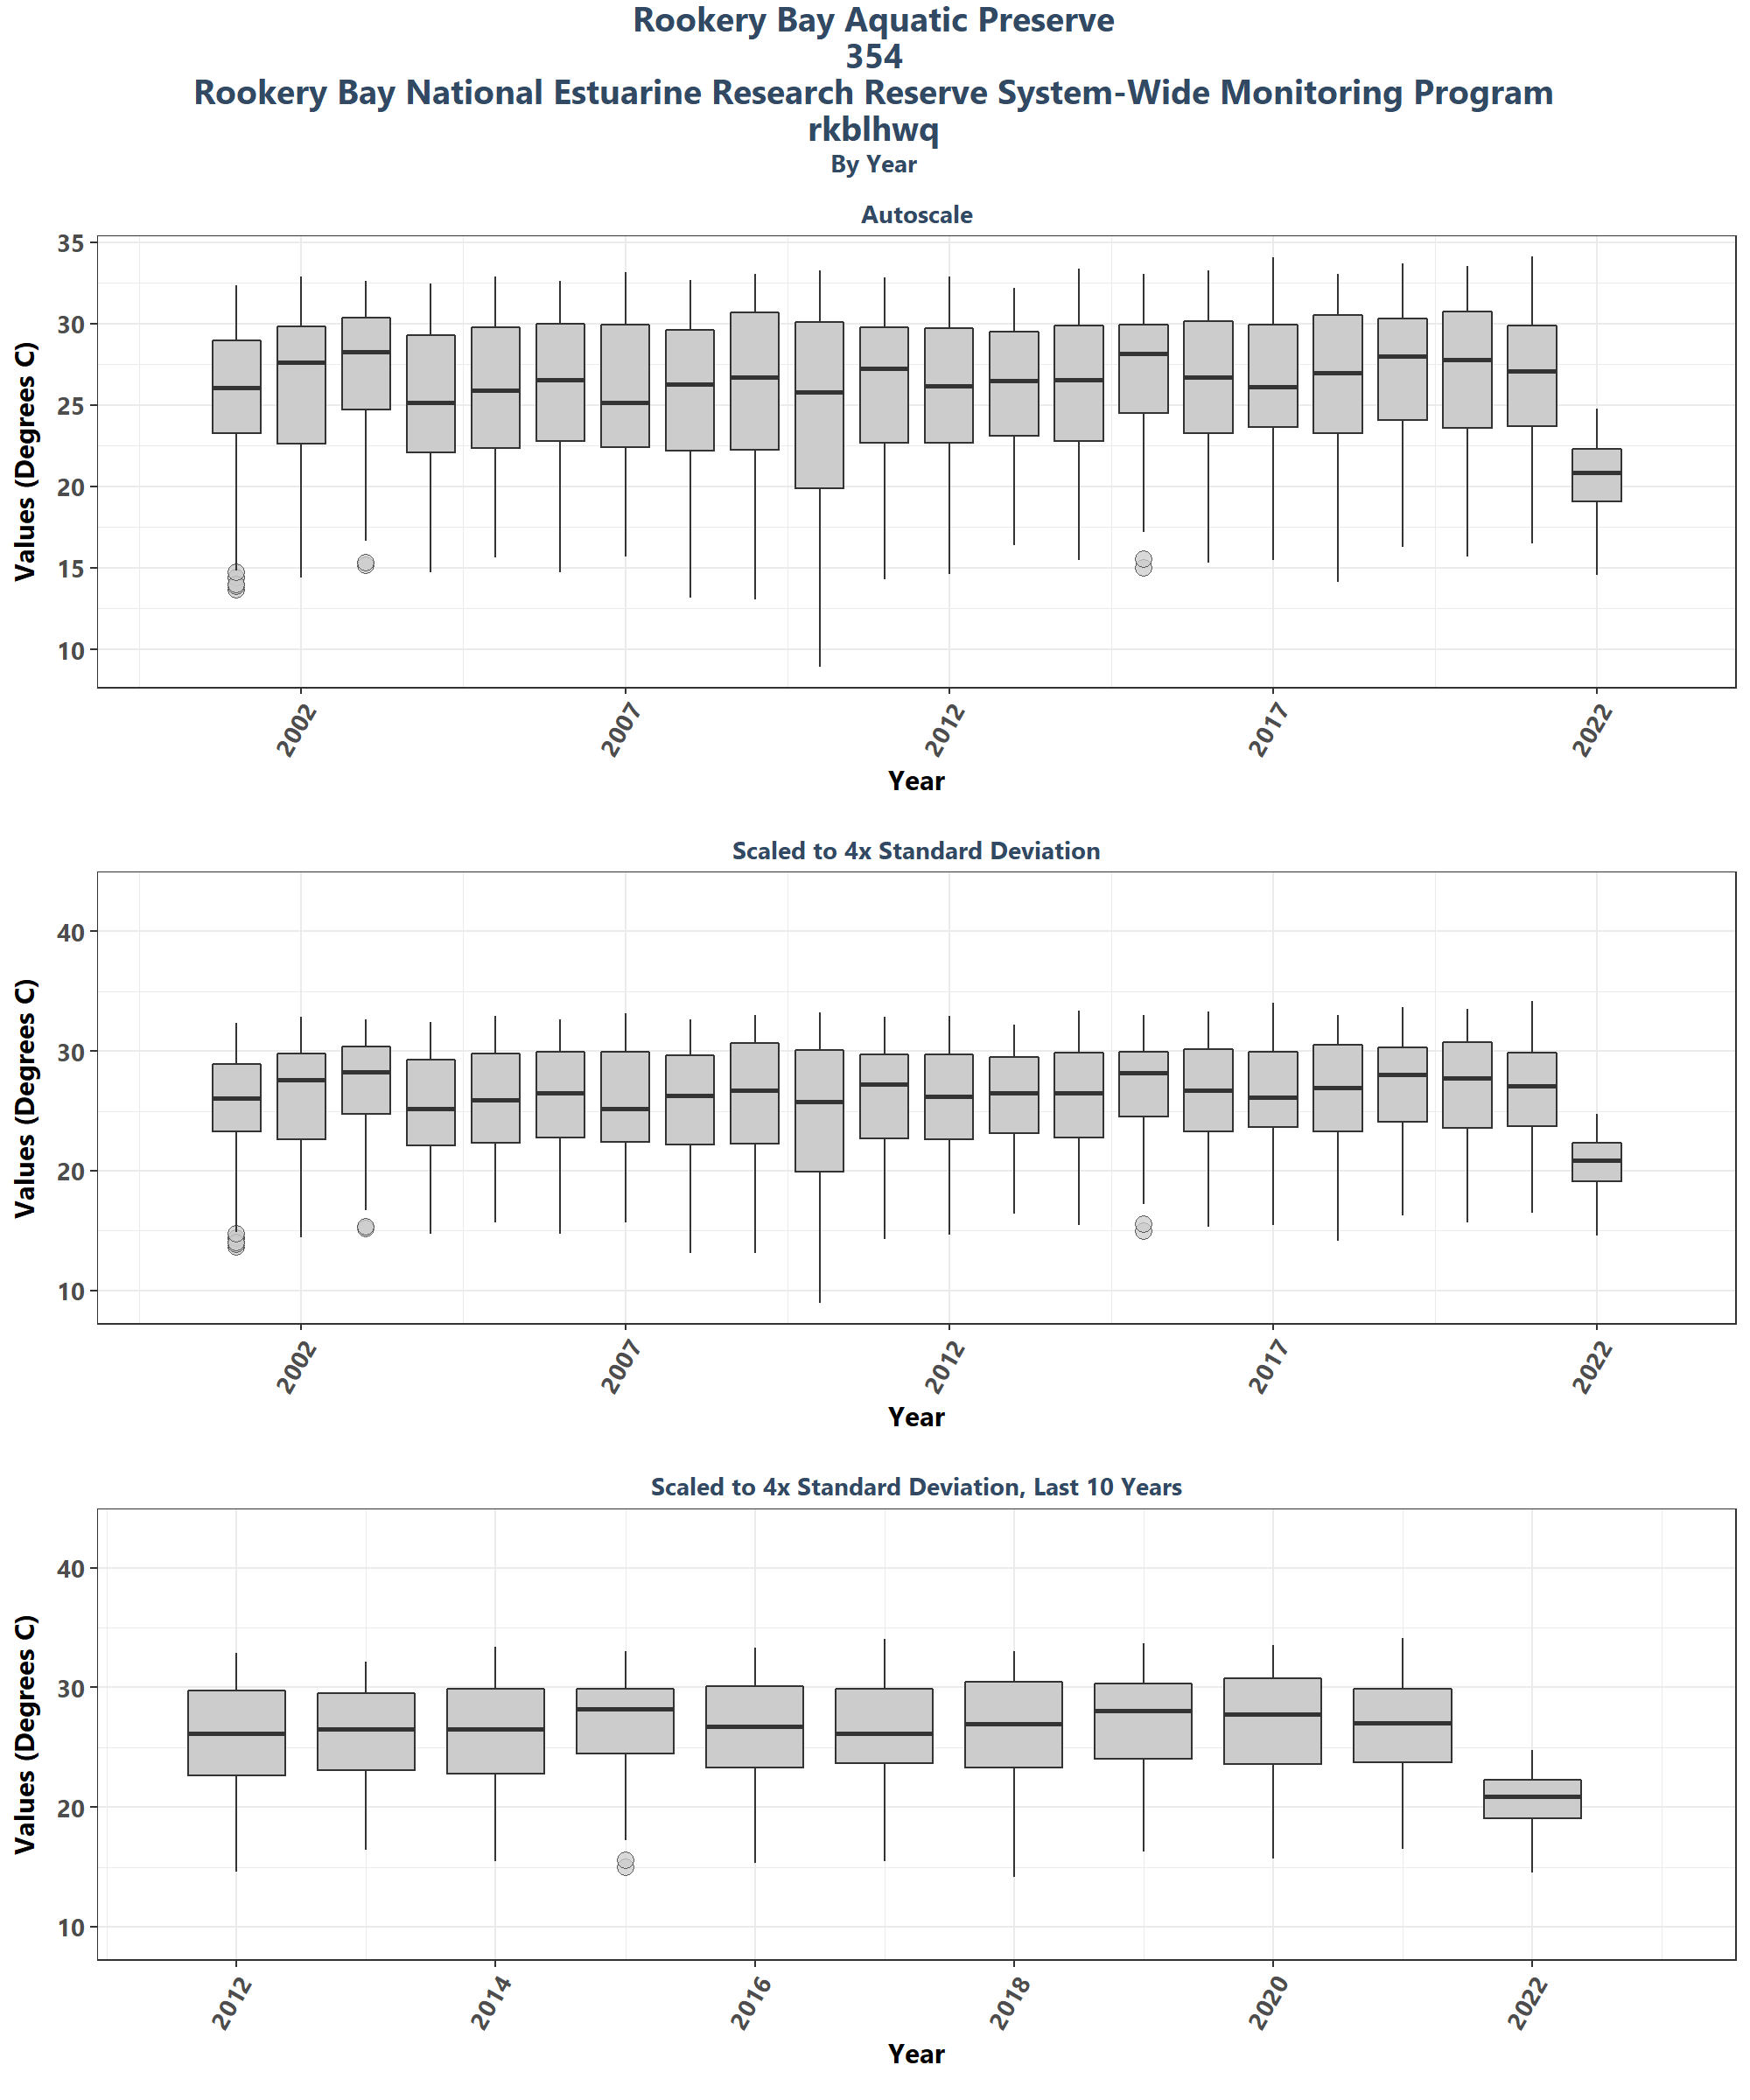 Rookery Bay Aquatic Preserve
354
Rookery Bay National Estuarine Research Reserve System-Wide Monitoring Program
rkblhwq
By Year
Autoscale
35
30
25
20
15
10
Values (Degrees C)
2002
2007
2012
2017
2022
Year
Scaled to 4x Standard Deviation
40
30
20
10
Values (Degrees C)
2002
2007
2012
2017
2022
Year
Scaled to 4x Standard Deviation, Last 10 Years
40
30
20
10
Values (Degrees C)
2012
2014
2016
2018
2020
2022
Year